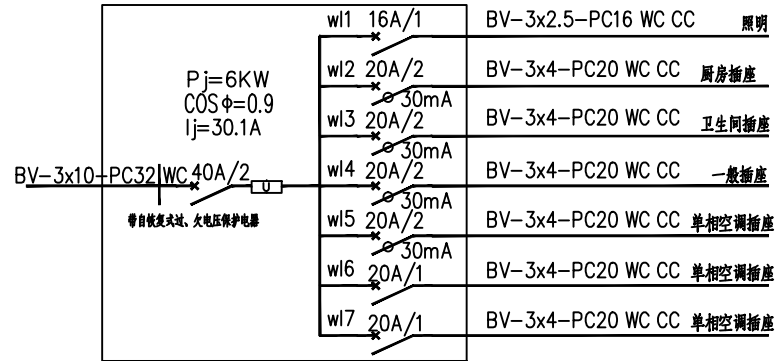 wl1 16A/1 BV-3x2.5-PC16 WC CC 照明
wl2 20A/2 BV-3x4-PC20 WC CC 厨房插座
30mA
wl3 20A/2 BV-3x4-PC20 WC CC 卫生间插座
30mA
Pj=6KW
COSΦ=0.9
Ij=30.1A
BV-3x10-PC32 WC 40A/2 U
带自恢复式过、欠电压保护电器
wl4 20A/2 BV-3x4-PC20 WC CC 一般插座
30mA
wl5 20A/2 BV-3x4-PC20 WC CC 单相空调插座
30mA
wl6 20A/1 BV-3x4-PC20 WC CC 单相空调插座
wl7 20A/1 BV-3x4-PC20 WC CC 单相空调插座